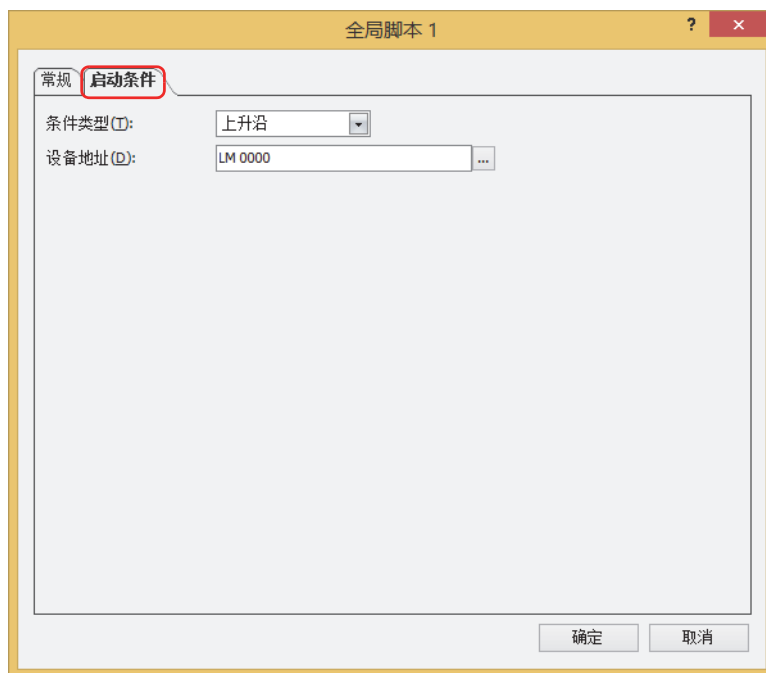 全局脚本 1
? ×
常规 启动条件
条件类型(T): 上升沿
设备地址(D): LM 0000 ...
确定 取消